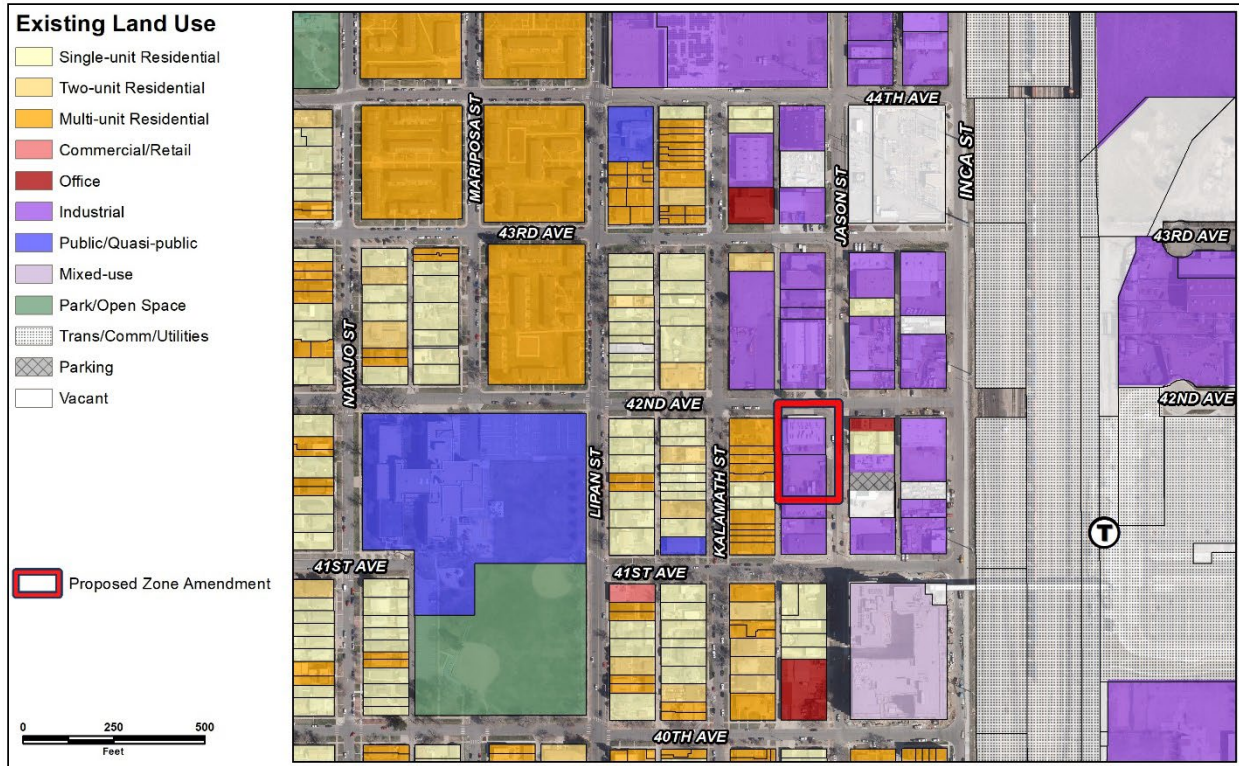 Existing Land Use
Single-unit Residential
Two-unit Residential
Multi-unit Residential
Commercial/Retail
Office
Industrial
Public/Quasi-public
Mixed-use
Park/Open Space
Trans/Comm/Utilities
Parking
Vacant
Proposed Zone Amendment
0 250 500
Feet
44TH AVE
MARIPOSA ST
INCA ST
JASON ST
43RD AVE
43RD AVE
NAVAJO ST
42ND AVE
42ND AVE
LIPAN ST
KALAMATH ST
T
41ST AVE
41ST AVE
40TH AVE